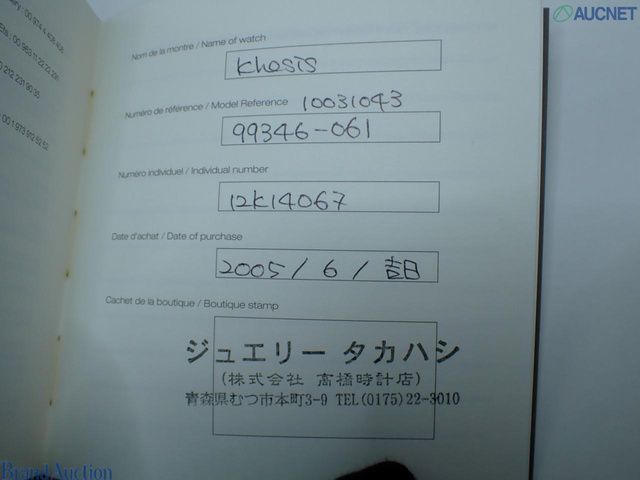 AUCNET
Nom de la montre / Name of watch
Khesis
Numéro de référence / Model Reference 10031043
99346-061
Numéro individuel / Individual number
12K14067
Date d'achat / Date of purchase
2005 / 6 / 吉日
Cachet de la boutique / Boutique stamp
ジュエリー タカハシ
(株式会社 高橋時計店)
青森県むつ市本町3-9 TEL(0175)22-3010
Brand Auction